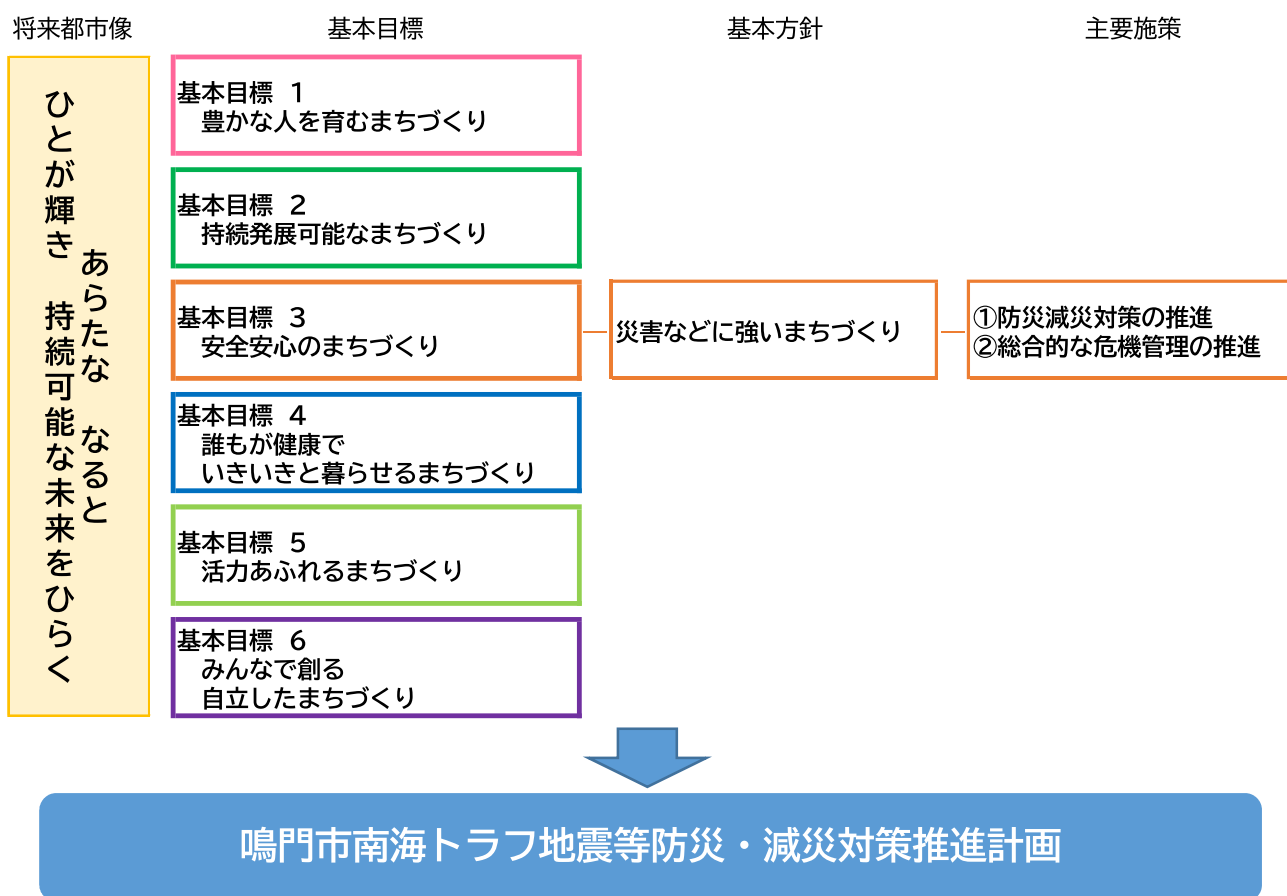 将来都市像
基本目標
基本方針
主要施策
ひとが輝き　持続可能な未来をひらく
あらたな　なると
基本目標　1
豊かな人を育むまちづくり
基本目標　2
持続発展可能なまちづくり
基本目標　3
安全安心のまちづくり
災害などに強いまちづくり
①防災減災対策の推進
②総合的な危機管理の推進
基本目標　4
誰もが健康で
いきいきと暮らせるまちづくり
基本目標　5
活力あふれるまちづくり
基本目標　6
みんなで創る
自立したまちづくり
鳴門市南海トラフ地震等防災・減災対策推進計画